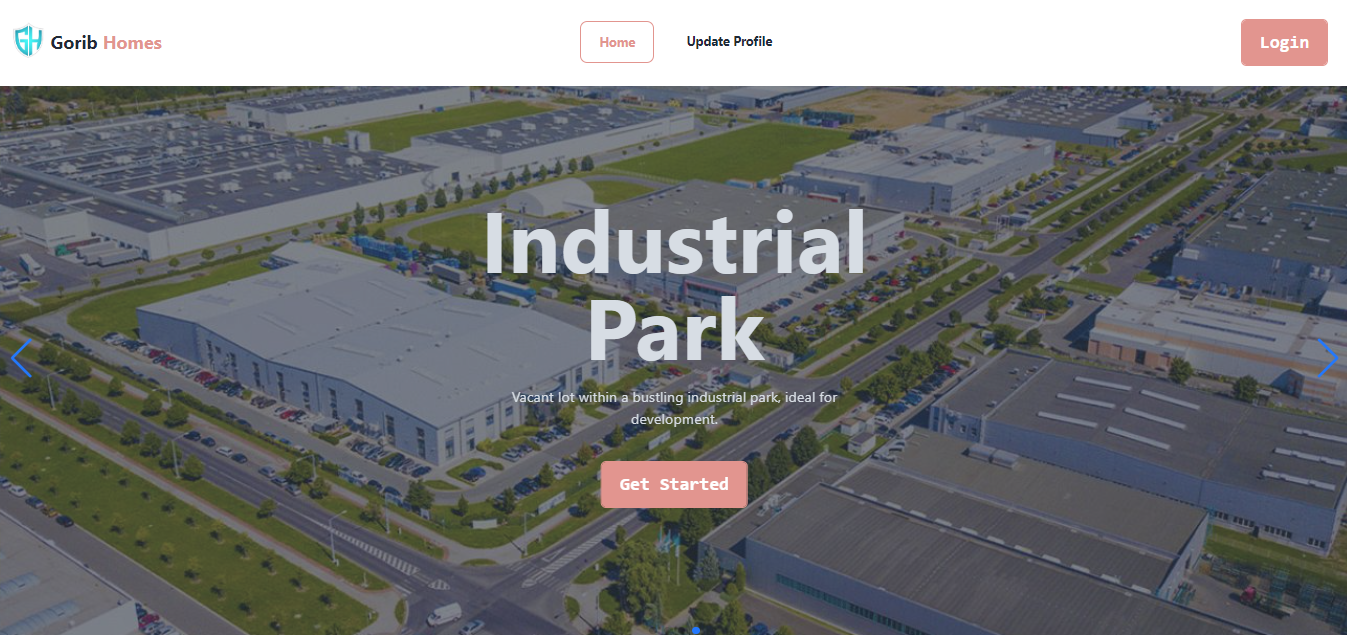 GH Gorib Homes
Home
Update Profile
Login
Industrial
Park
Vacant lot within a bustling industrial park, ideal for
development.
Get Started